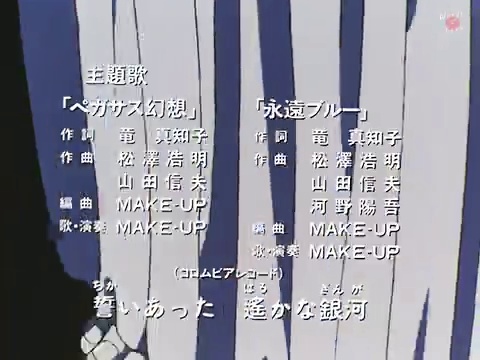 主題歌
「ペガサス幻想」
作詞 竜 真知子
作曲 松澤浩明
山田信夫
編曲 MAKE-UP
歌・演奏 MAKE-UP
「永遠ブルー」
作詞 竜 真知子
作曲 松澤浩明
山田信夫
河野陽吾
編曲 MAKE-UP
歌・演奏 MAKE-UP
(コロムビアレコード)
ちか はる ぎんが
誓いあった 遥かな銀河